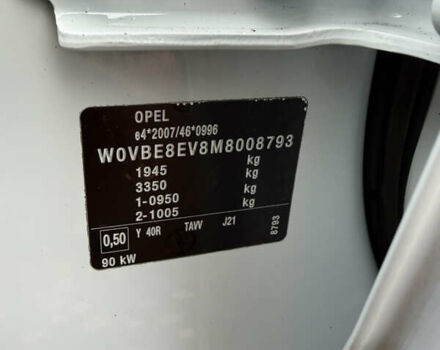 OPEL
e4*2007/46*0996
W0VBE8EV8M8008793
1945 kg
3350 kg
1-0950 kg
2-1005 kg
0,50 Y 40R TAVV J21 8793
90 kW